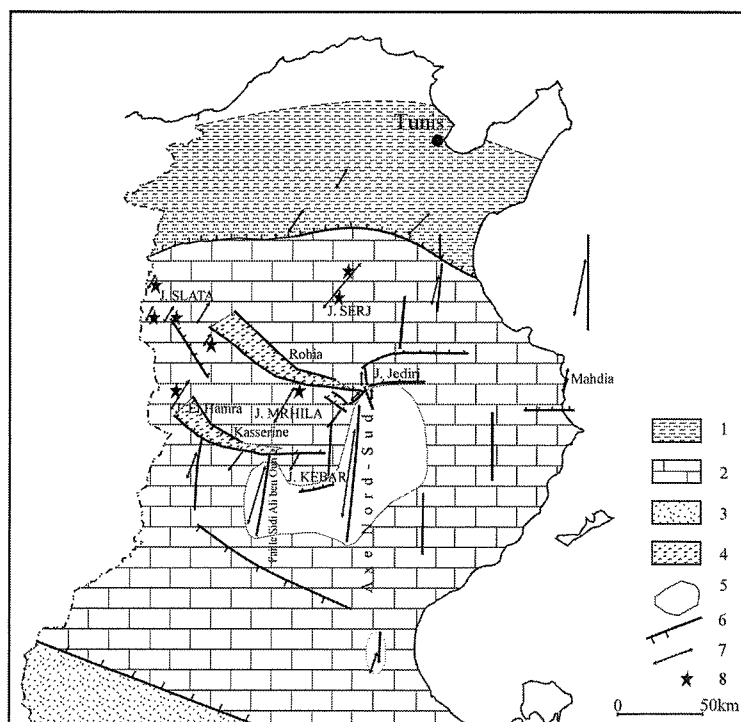 Tunis
J. SLATA
J. SERJ
Rohia
J. Jediri
Mahdia
J. El Hamra
J. MRHILA
Kasserine
J. KEBAR
Axe Nord-Sud
1
2
3
4
5
6
7
8
0 50km